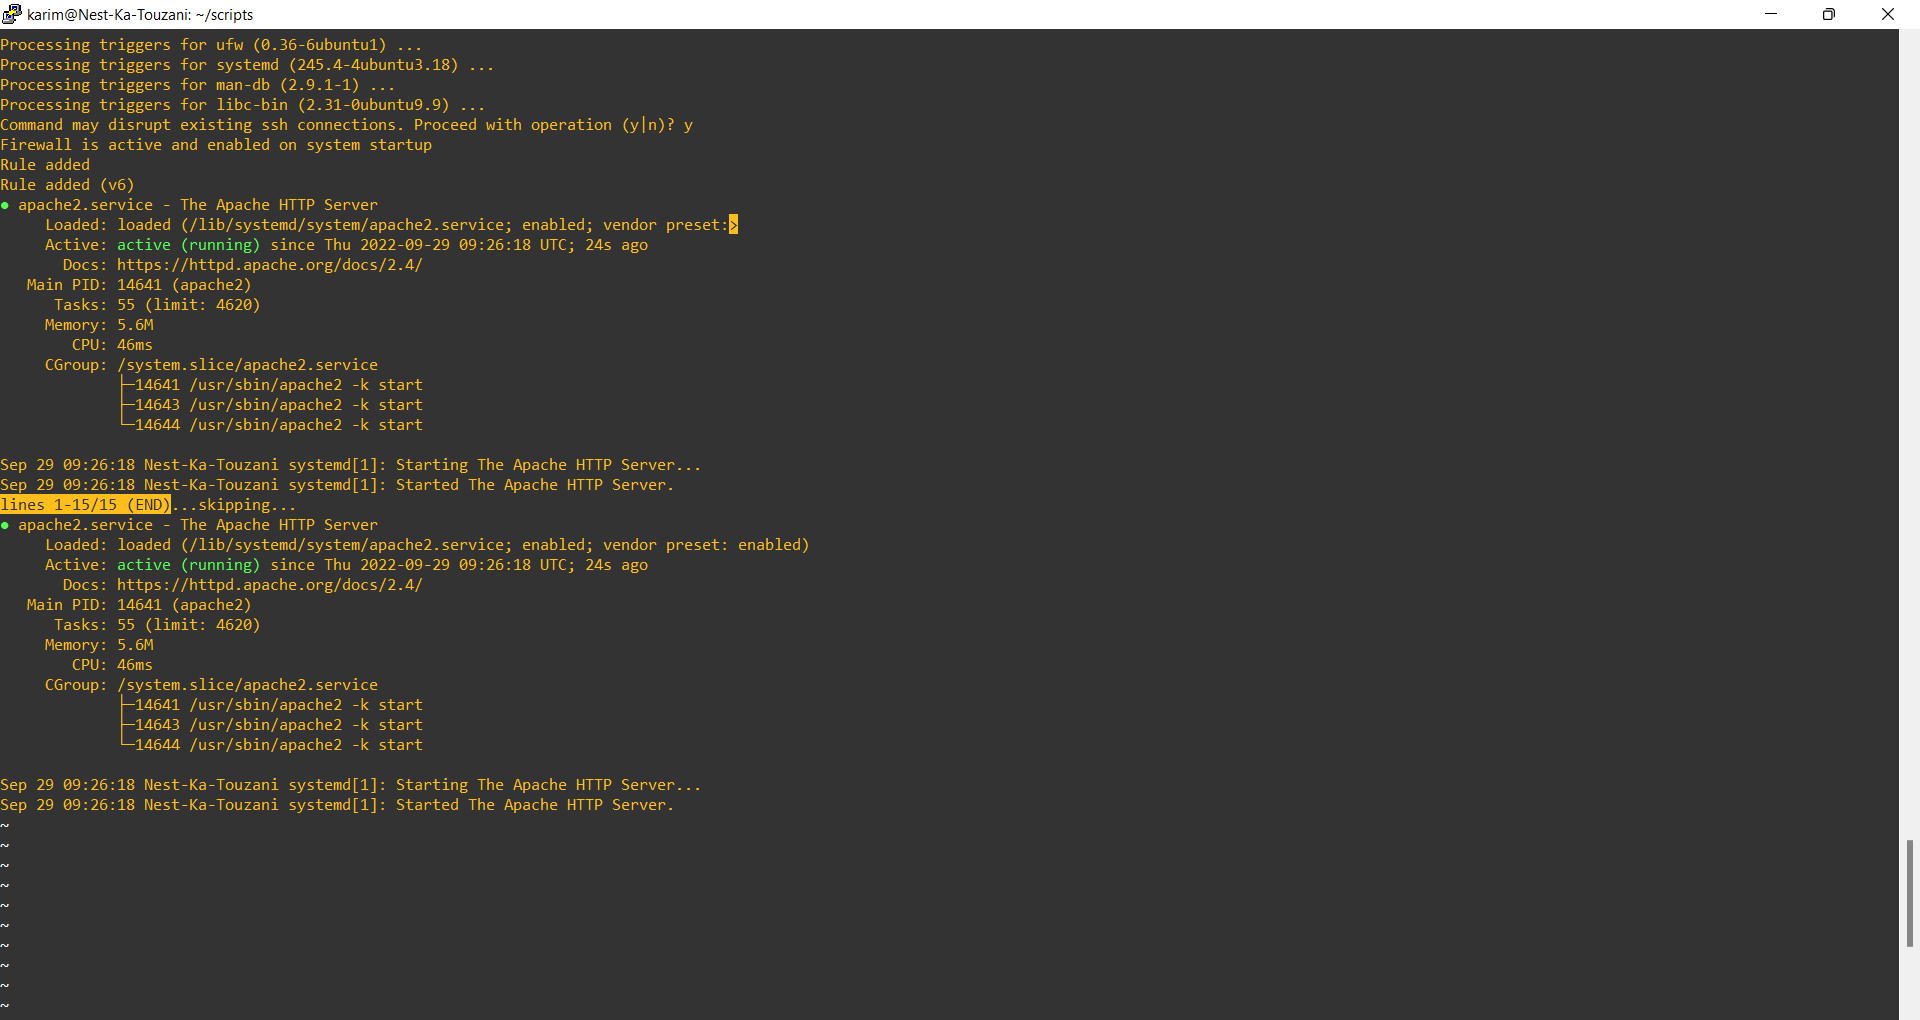 karim@Nest-Ka-Touzani: ~/scripts
Processing triggers for ufw (0.36-6ubuntu1) ...
Processing triggers for systemd (245.4-4ubuntu3.18) ...
Processing triggers for man-db (2.9.1-1) ...
Processing triggers for libc-bin (2.31-0ubuntu9.9) ...
Command may disrupt existing ssh connections. Proceed with operation (y|n)? y
Firewall is active and enabled on system startup
Rule added
Rule added (v6)
● apache2.service - The Apache HTTP Server
     Loaded: loaded (/lib/systemd/system/apache2.service; enabled; vendor preset:>
     Active: active (running) since Thu 2022-09-29 09:26:18 UTC; 24s ago
       Docs: https://httpd.apache.org/docs/2.4/
   Main PID: 14641 (apache2)
      Tasks: 55 (limit: 4620)
     Memory: 5.6M
        CPU: 46ms
     CGroup: /system.slice/apache2.service
             ├─14641 /usr/sbin/apache2 -k start
             ├─14643 /usr/sbin/apache2 -k start
             └─14644 /usr/sbin/apache2 -k start

Sep 29 09:26:18 Nest-Ka-Touzani systemd[1]: Starting The Apache HTTP Server...
Sep 29 09:26:18 Nest-Ka-Touzani systemd[1]: Started The Apache HTTP Server.
lines 1-15/15 (END)...skipping...
● apache2.service - The Apache HTTP Server
     Loaded: loaded (/lib/systemd/system/apache2.service; enabled; vendor preset: enabled)
     Active: active (running) since Thu 2022-09-29 09:26:18 UTC; 24s ago
       Docs: https://httpd.apache.org/docs/2.4/
   Main PID: 14641 (apache2)
      Tasks: 55 (limit: 4620)
     Memory: 5.6M
        CPU: 46ms
     CGroup: /system.slice/apache2.service
             ├─14641 /usr/sbin/apache2 -k start
             ├─14643 /usr/sbin/apache2 -k start
             └─14644 /usr/sbin/apache2 -k start

Sep 29 09:26:18 Nest-Ka-Touzani systemd[1]: Starting The Apache HTTP Server...
Sep 29 09:26:18 Nest-Ka-Touzani systemd[1]: Started The Apache HTTP Server.
~
~
~
~
~
~
~
~
~
~